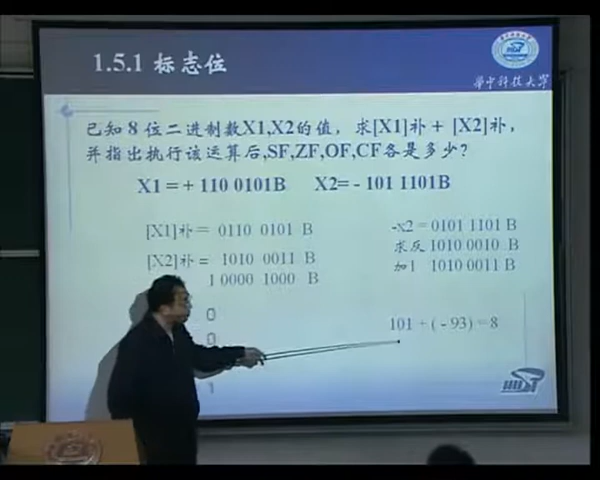 1.5.1 标志位
华中科技大学
已知 8 位二进制数X1,X2的值，求[X1]补 + [X2]补，
并指出执行该运算后,SF,ZF,OF,CF各是多少?
X1 = + 110 0101B X2= - 101 1101B
[X1]补 = 0110 0101 B
-x2 = 0101 1101 B
求反 1010 0010 B
[X2]补 = 1010 0011 B
加1 1010 0011 B
1 0000 1000 B
0
0
101 + ( - 93) = 8
1